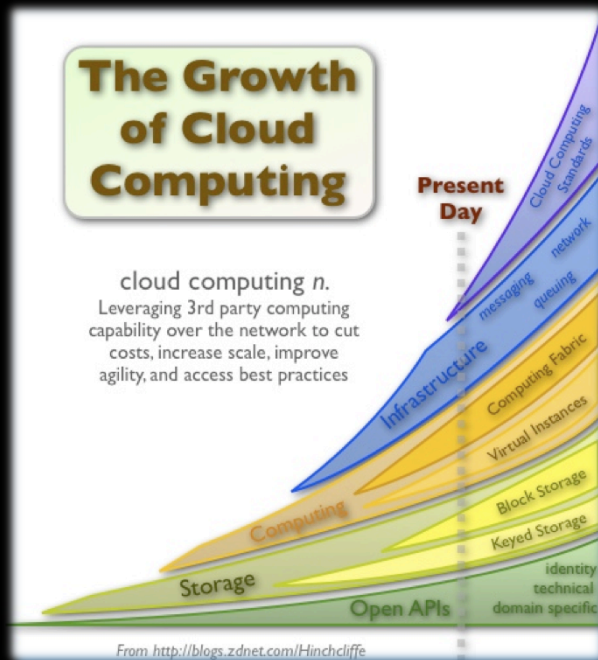 The Growth
of Cloud
Computing
Present
Day
cloud computing n.
Leveraging 3rd party computing
capability over the network to cut
costs, increase scale, improve
agility, and access best practices
Cloud Computing
Standards
network
messaging
queuing
Infrastructure
Computing Fabric
Virtual Instances
Computing
Block Storage
Keyed Storage
Storage
identity
technical
domain specific
Open APIs
From http://blogs.zdnet.com/Hinchcliffe